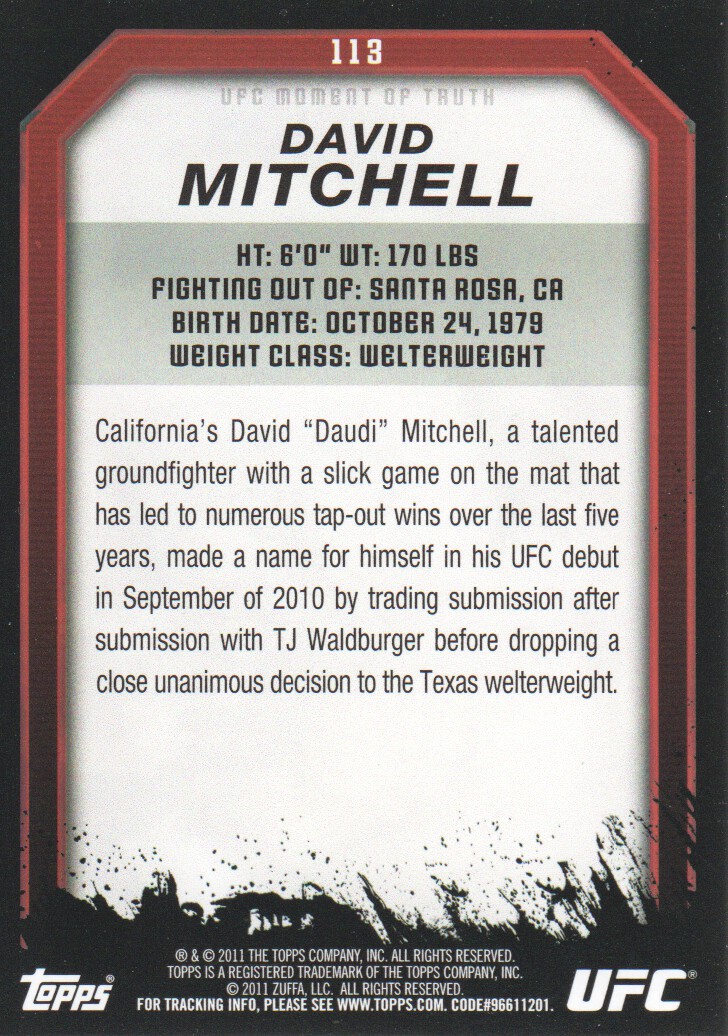 113
UFC MOMENT OF TRUTH
DAVID
MITCHELL
HT: 6'0" WT: 170 LBS
FIGHTING OUT OF: SANTA ROSA, CA
BIRTH DATE: OCTOBER 24, 1979
WEIGHT CLASS: WELTERWEIGHT
California's David "Daudi" Mitchell, a talented
groundfighter with a slick game on the mat that
has led to numerous tap-out wins over the last five
years, made a name for himself in his UFC debut
in September of 2010 by trading submission after
submission with TJ Waldburger before dropping a
close unanimous decision to the Texas welterweight.
® & © 2011 THE TOPPS COMPANY, INC. ALL RIGHTS RESERVED.
TOPPS IS A REGISTERED TRADEMARK OF THE TOPPS COMPANY, INC.
© 2011 ZUFFA, LLC. ALL RIGHTS RESERVED.
FOR TRACKING INFO, PLEASE SEE WWW.TOPPS.COM. CODE#96611201.
TOPPS®
UFC®